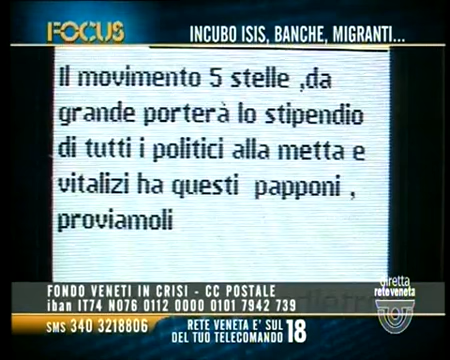 FOCUS
INCUBO ISIS, BANCHE, MIGRANTI...
Il movimento 5 stelle ,da
grande porterà lo stipendio
di tutti i politici alla metta e
vitalizi ha questi papponi ,
proviamoli
diretta
reteveneta
FONDO VENETI IN CRISI - CC POSTALE
iban IT74 N076 0112 0000 0101 7942 739
SMS 340 3218806
RETE VENETA E' SUL
DEL TUO TELECOMANDO 18